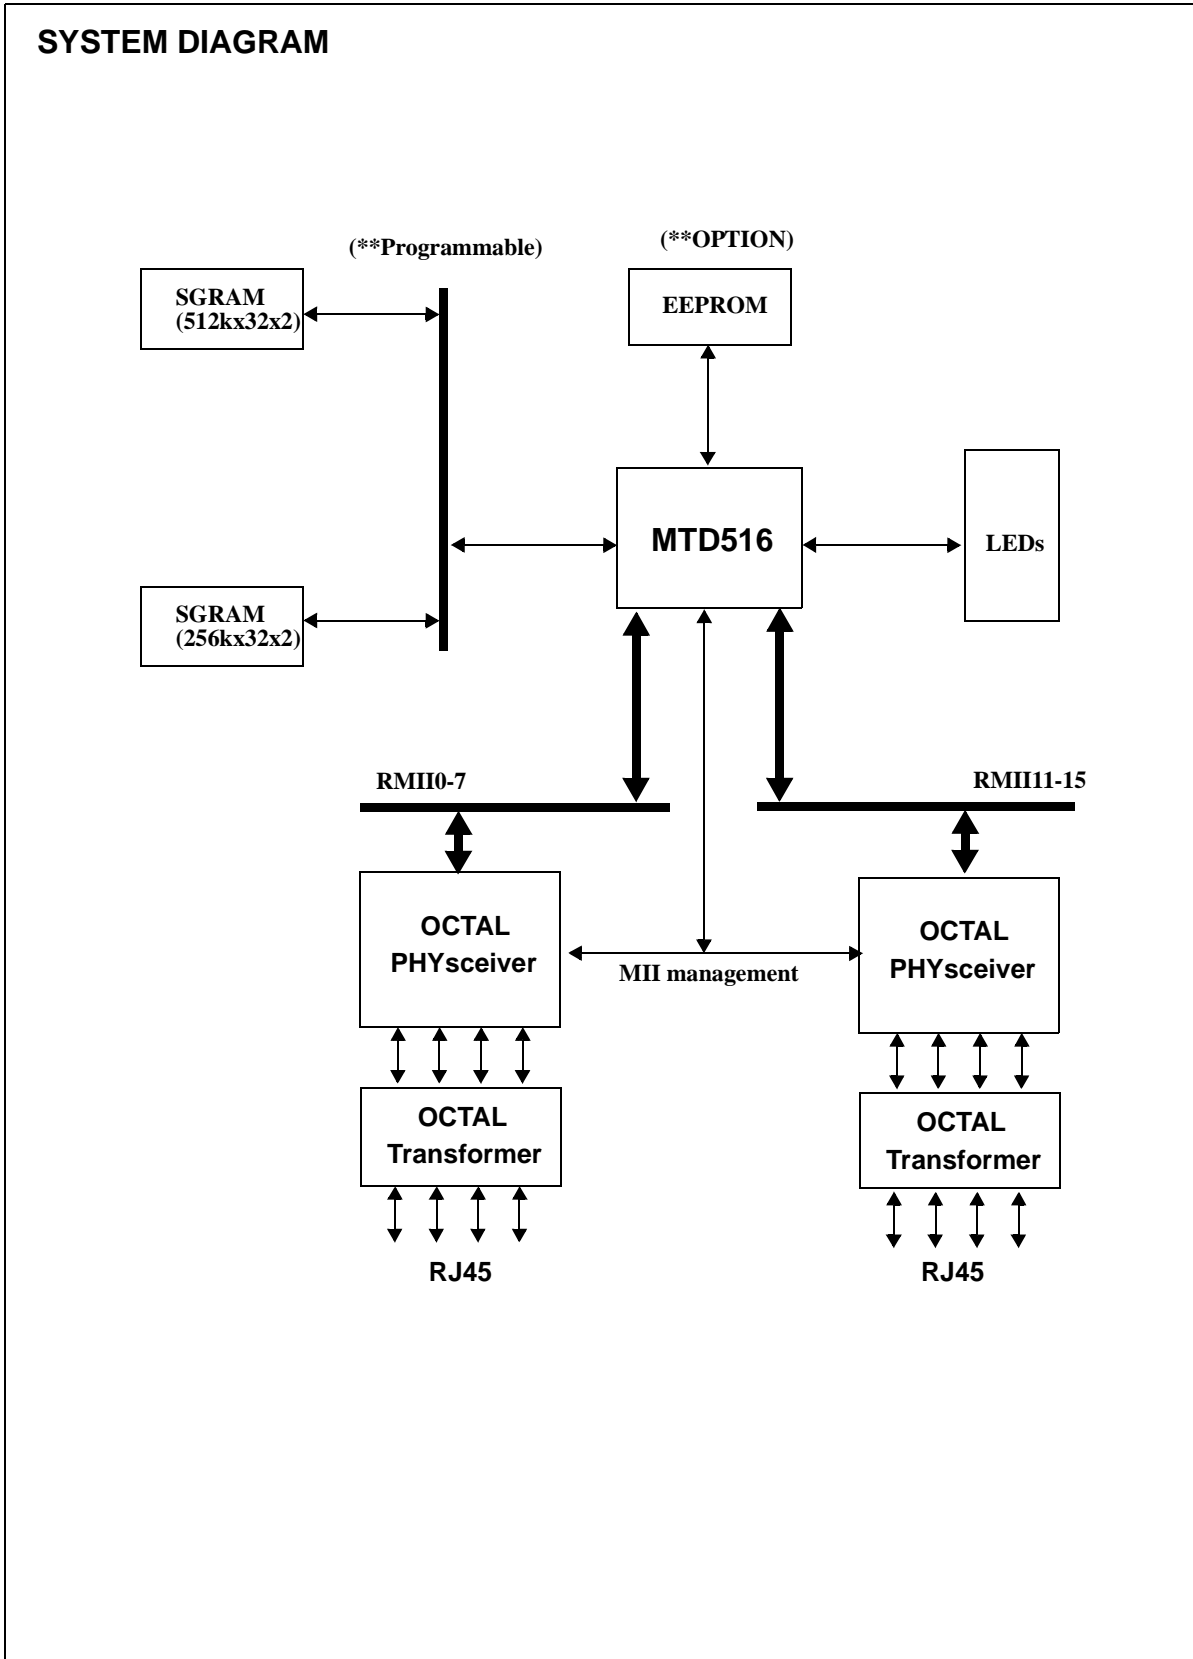 SYSTEM DIAGRAM
(**Programmable)
(**OPTION)
SGRAM
(512kx32x2)
EEPROM
MTD516
LEDs
SGRAM
(256kx32x2)
RMII0-7
RMII11-15
OCTAL
PHYsceiver
MII management
OCTAL
PHYsceiver
OCTAL
Transformer
OCTAL
Transformer
RJ45
RJ45